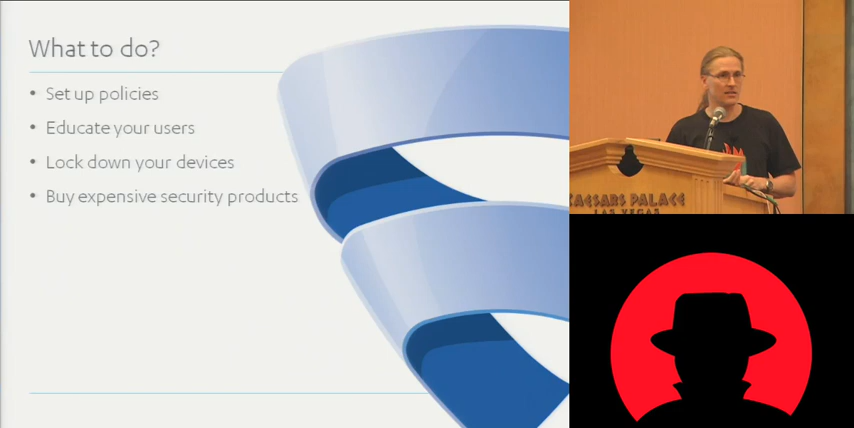 What to do?
• Set up policies
• Educate your users
• Lock down your devices
• Buy expensive security products
CAESARS PALACE
LAS VEGAS